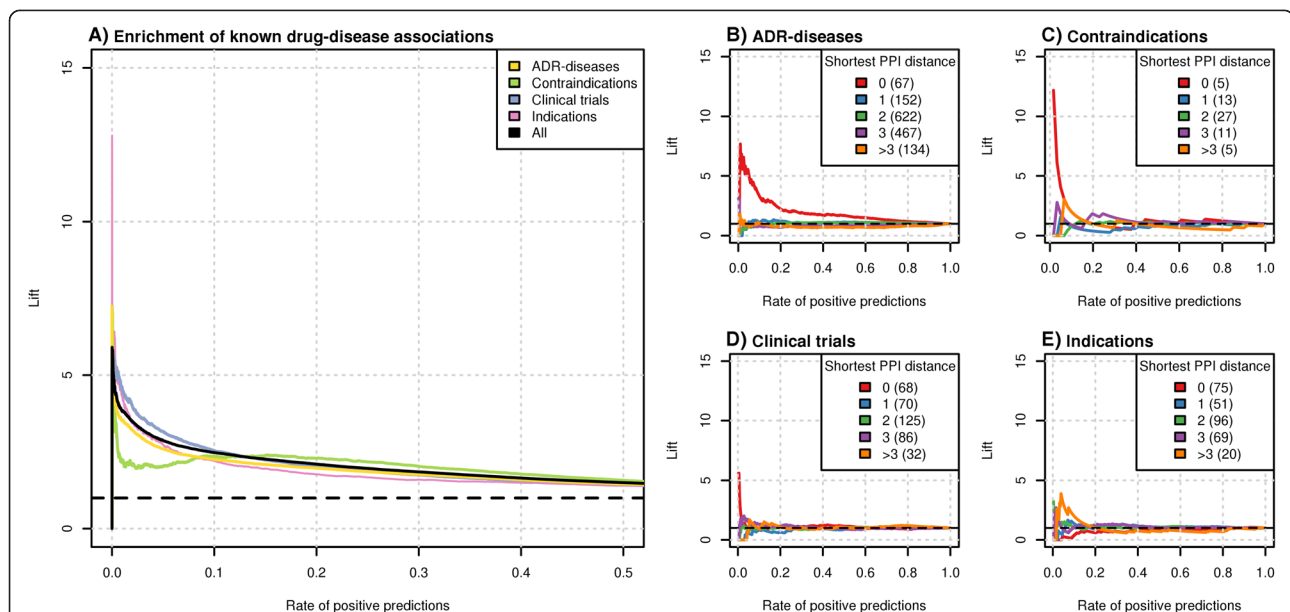 A) Enrichment of known drug-disease associations
ADR-diseases
Contraindications
Clinical trials
Indications
All
Lift
15
10
5
0
0.0 0.1 0.2 0.3 0.4 0.5
Rate of positive predictions
B) ADR-diseases
Shortest PPI distance
0 (67)
1 (152)
2 (622)
3 (467)
>3 (134)
Lift
15
10
5
0
0.0 0.2 0.4 0.6 0.8 1.0
Rate of positive predictions
C) Contraindications
Shortest PPI distance
0 (5)
1 (13)
2 (27)
3 (11)
>3 (5)
Lift
15
10
5
0
0.0 0.2 0.4 0.6 0.8 1.0
Rate of positive predictions
D) Clinical trials
Shortest PPI distance
0 (68)
1 (70)
2 (125)
3 (86)
>3 (32)
Lift
15
10
5
0
0.0 0.2 0.4 0.6 0.8 1.0
Rate of positive predictions
E) Indications
Shortest PPI distance
0 (75)
1 (51)
2 (96)
3 (69)
>3 (20)
Lift
15
10
5
0
0.0 0.2 0.4 0.6 0.8 1.0
Rate of positive predictions